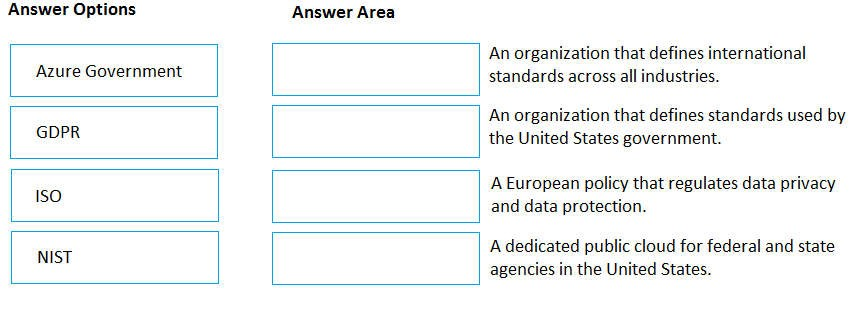 Answer Options
Answer Area
Azure Government
An organization that defines international
standards across all industries.
GDPR
An organization that defines standards used by
the United States government.
ISO
A European policy that regulates data privacy
and data protection.
NIST
A dedicated public cloud for federal and state
agencies in the United States.